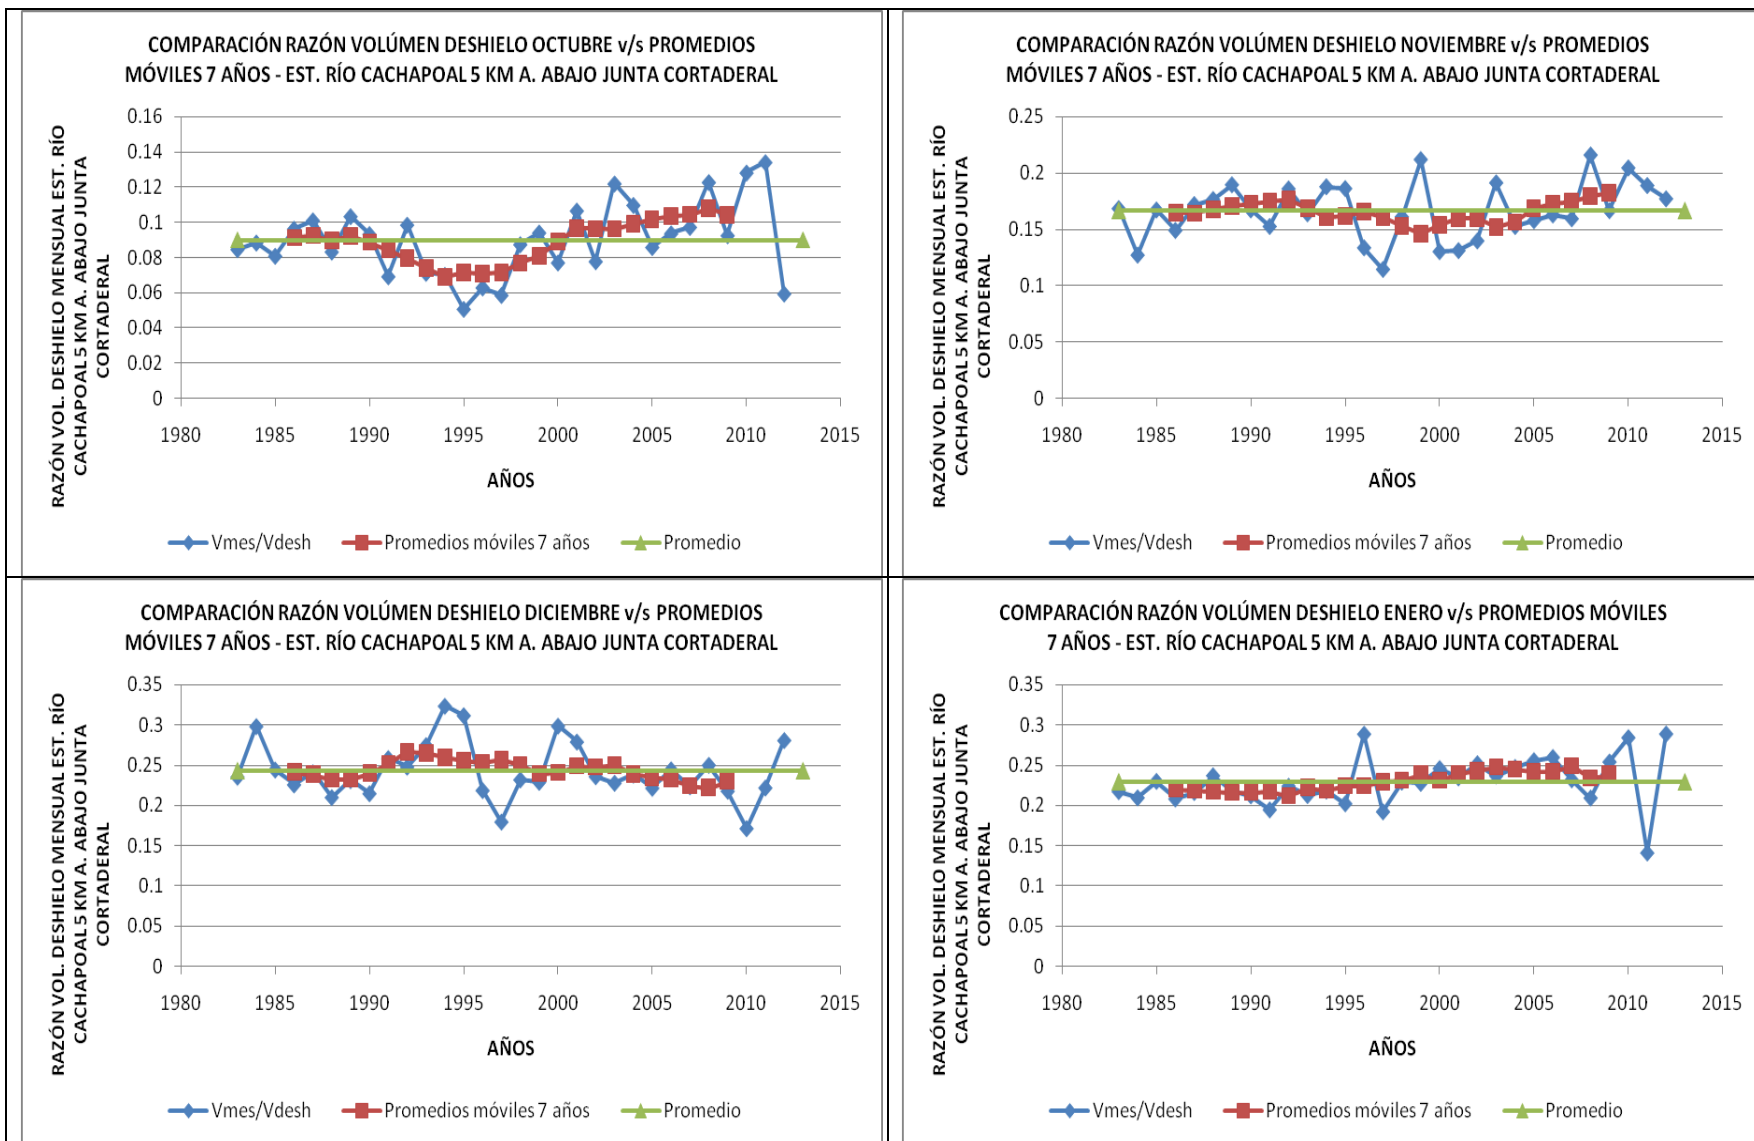 COMPARACIÓN RAZÓN VOLÚMEN DESHIELO OCTUBRE v/s PROMEDIOS
MÓVILES 7 AÑOS - EST. RÍO CACHAPOAL 5 KM A. ABAJO JUNTA CORTADERAL
RAZÓN VOL. DESHIELO MENSUAL EST. RÍO
CACHAPOAL 5 KM A. ABAJO JUNTA
CORTADERAL
0.16
0.14
0.12
0.1
0.08
0.06
0.04
0.02
0
1980 1985 1990 1995 2000 2005 2010 2015
AÑOS
Vmes/Vdesh Promedios móviles 7 años Promedio
COMPARACIÓN RAZÓN VOLÚMEN DESHIELO NOVIEMBRE v/s PROMEDIOS
MÓVILES 7 AÑOS - EST. RÍO CACHAPOAL 5 KM A. ABAJO JUNTA CORTADERAL
RAZÓN VOL. DESHIELO MENSUAL EST. RÍO
CACHAPOAL 5 KM A. ABAJO JUNTA
CORTADERAL
0.25
0.2
0.15
0.1
0.05
0
1980 1985 1990 1995 2000 2005 2010 2015
AÑOS
Vmes/Vdesh Promedios móviles 7 años Promedio
COMPARACIÓN RAZÓN VOLÚMEN DESHIELO DICIEMBRE v/s PROMEDIOS
MÓVILES 7 AÑOS - EST. RÍO CACHAPOAL 5 KM A. ABAJO JUNTA CORTADERAL
RAZÓN VOL. DESHIELO MENSUAL EST. RÍO
CACHAPOAL 5 KM A. ABAJO JUNTA
CORTADERAL
0.35
0.3
0.25
0.2
0.15
0.1
0.05
0
1980 1985 1990 1995 2000 2005 2010 2015
AÑOS
Vmes/Vdesh Promedios móviles 7 años Promedio
COMPARACIÓN RAZÓN VOLÚMEN DESHIELO ENERO v/s PROMEDIOS MÓVILES
7 AÑOS - EST. RÍO CACHAPOAL 5 KM A. ABAJO JUNTA CORTADERAL
RAZÓN VOL. DESHIELO MENSUAL EST. RÍO
CACHAPOAL 5 KM A. ABAJO JUNTA
CORTADERAL
0.35
0.3
0.25
0.2
0.15
0.1
0.05
0
1980 1985 1990 1995 2000 2005 2010 2015
AÑOS
Vmes/Vdesh Promedios móviles 7 años Promedio